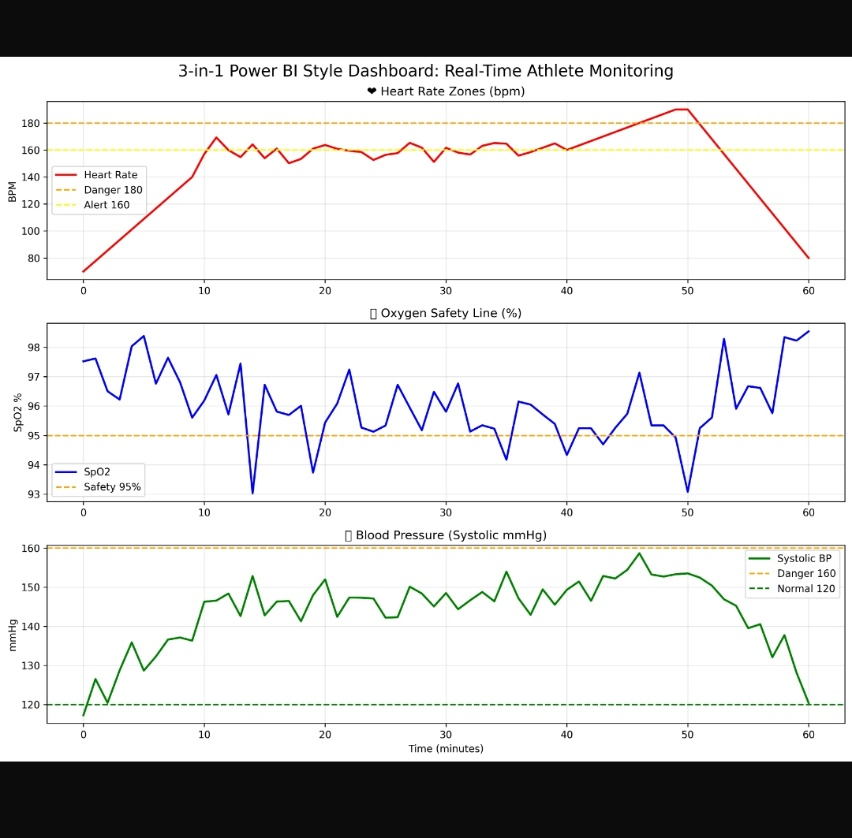 3-in-1 Power BI Style Dashboard: Real-Time Athlete Monitoring
❤ Heart Rate Zones (bpm)
180
160
140
120
100
80
BPM
Heart Rate
Danger 180
Alert 160
0 10 20 30 40 50 60
▯ Oxygen Safety Line (%)
98
97
96
95
94
93
SpO2 %
SpO2
Safety 95%
0 10 20 30 40 50 60
▯ Blood Pressure (Systolic mmHg)
160
150
140
130
120
mmHg
Systolic BP
Danger 160
Normal 120
0 10 20 30 40 50 60
Time (minutes)